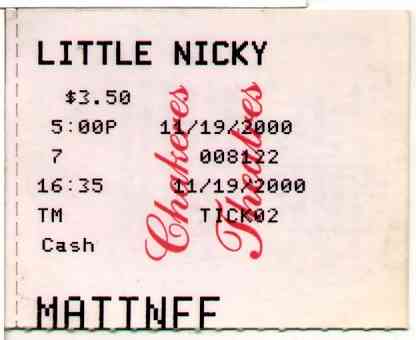 LITTLE NICKY
$3.50
5:00P 11/19/2000
7 008122
16:35 11/19/2000
TM TICK02
Cash
MATINEE
Chakeres
Theatres